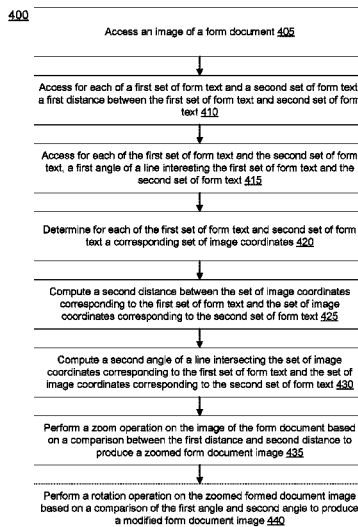 400
Access an image of a form document 405
Access for each of a first set of form text and a second set of form text
a first distance between the first set of form text and second set of form
text 410
Access for each of the first set of form text and the second set of form
text, a first angle of a line interesting the first set of form text and the
second set of form text 415
Determine for each of the first set of form text and second set of form
text a corresponding set of image coordinates 420
Compute a second distance between the set of image coordinates
corresponding to the first set of form text and the set of image
coordinates corresponding to the second set of form text 425
Compute a second angle of a line intersecting the set of image
coordinates corresponding to the first set of form text and the set of
image coordinates corresponding to the second set of form text 430
Perform a zoom operation on the image of the form document based
on a comparison between the first distance and second distance to
produce a zoomed form document image 435
Perform a rotation operation on the zoomed formed document image
based on a comparison of the first angle and second angle to produce
a modified form document image 440